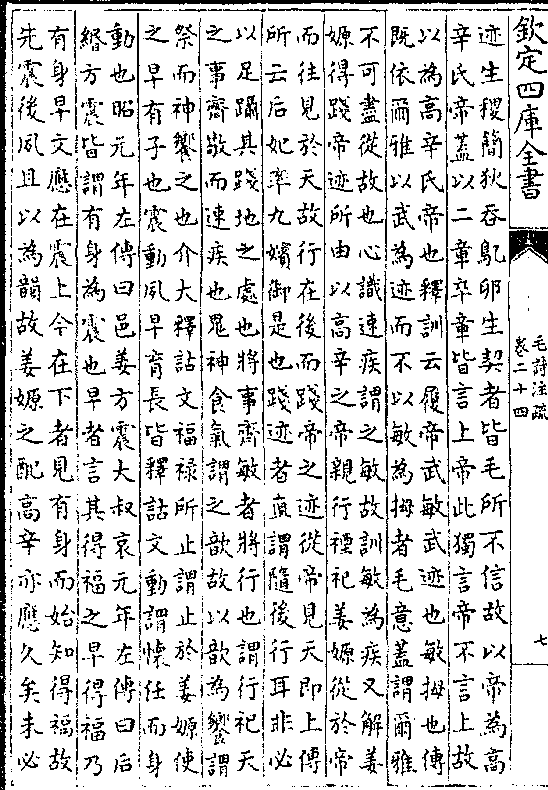 欽定四庫全書
毛詩注疏
卷二十四
七
迹生稷簡狄吞鳦卵生契者皆毛所不信故以帝為高
辛氏帝蓋以二章卒章皆言上帝此獨言帝不言上故
以為高辛氏帝也釋訓云履帝武敏武迹也敏拇也傳
既依爾雅以武為迹而不以敏為拇者毛意蓋謂爾雅
不可盡從故也心識速疾謂之敏故訓敏為疾又解姜
嫄得踐帝迹所由以高辛之帝親行禋祀姜嫄從於帝
而往見於天故行在後而踐帝之迹從帝見天即上傳
所云后妃率九嬪御是也踐迹者直謂隨後行耳非必
以足躡其踐地之處也將事齊敏者將行也謂行祀天
之事齊敬而速疾也鬼神食氣謂之歆故以歆為饗謂
祭而神饗之也介大釋詁文福祿所止謂止於姜嫄使
之早有子也震動夙早育長皆釋詁文動謂懐任而身
動也昭元年左傳曰邑姜方震大叔哀元年左傳曰后
緡方震皆謂有身為震也早者言其得福之早得福乃
有身早文應在震上今在下者見有身而始知得福故
先震後夙且以為韻故姜嫄之配高辛亦應久矣未必